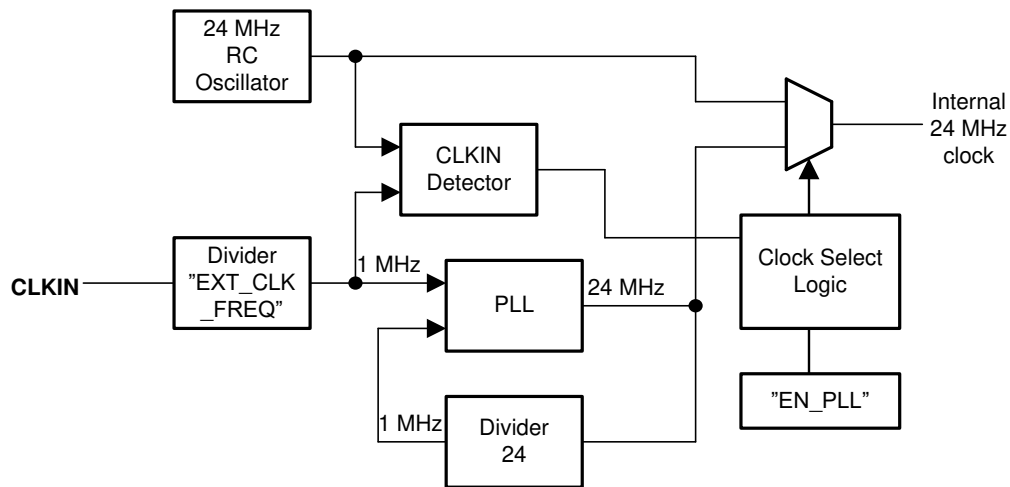 24 MHz
RC
Oscillator
CLKIN
Detector
Internal
24 MHz
clock
CLKIN
Divider
"EXT_CLK
_FREQ"
1 MHz
PLL
24 MHz
Clock Select
Logic
1 MHz
Divider
24
"EN_PLL"